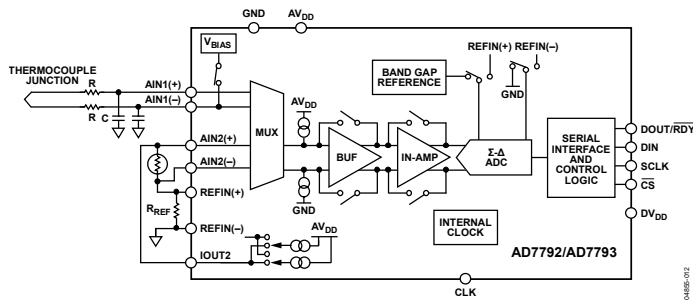 GND
AVDD
VBIAS
THERMOCOUPLE
JUNCTION
R
R
C
AIN1(+)
AIN1(–)
AIN2(+)
AIN2(–)
REFIN(+)
RREF
REFIN(–)
IOUT2
MUX
AVDD
GND
AVDD
BUF
IN-AMP
BAND GAP
REFERENCE
REFIN(+) REFIN(–)
GND
Σ-Δ
ADC
INTERNAL
CLOCK
SERIAL
INTERFACE
AND
CONTROL
LOGIC
DOUT/RDY
DIN
SCLK
CS
DVDD
AD7792/AD7793
CLK
04855-012